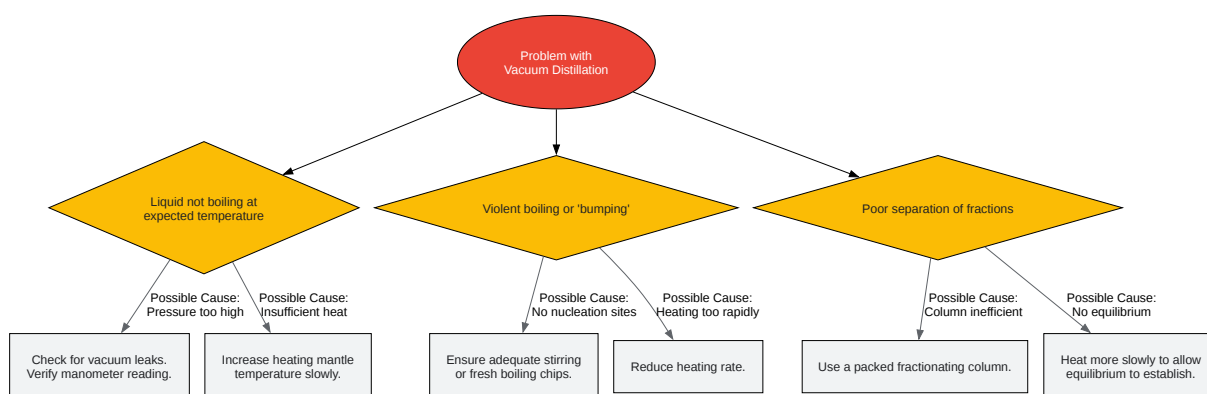 Problem with
Vacuum Distillation
Liquid not boiling at
expected temperature
Violent boiling or 'bumping'
Poor separation of fractions
Possible Cause:
Pressure too high
Possible Cause:
Insufficient heat
Possible Cause:
No nucleation sites
Possible Cause:
Heating too rapidly
Possible Cause:
Column inefficient
Possible Cause:
No equilibrium
Check for vacuum leaks.
Verify manometer reading.
Increase heating mantle
temperature slowly.
Ensure adequate stirring
or fresh boiling chips.
Reduce heating rate.
Use a packed fractionating column.
Heat more slowly to allow
equilibrium to establish.